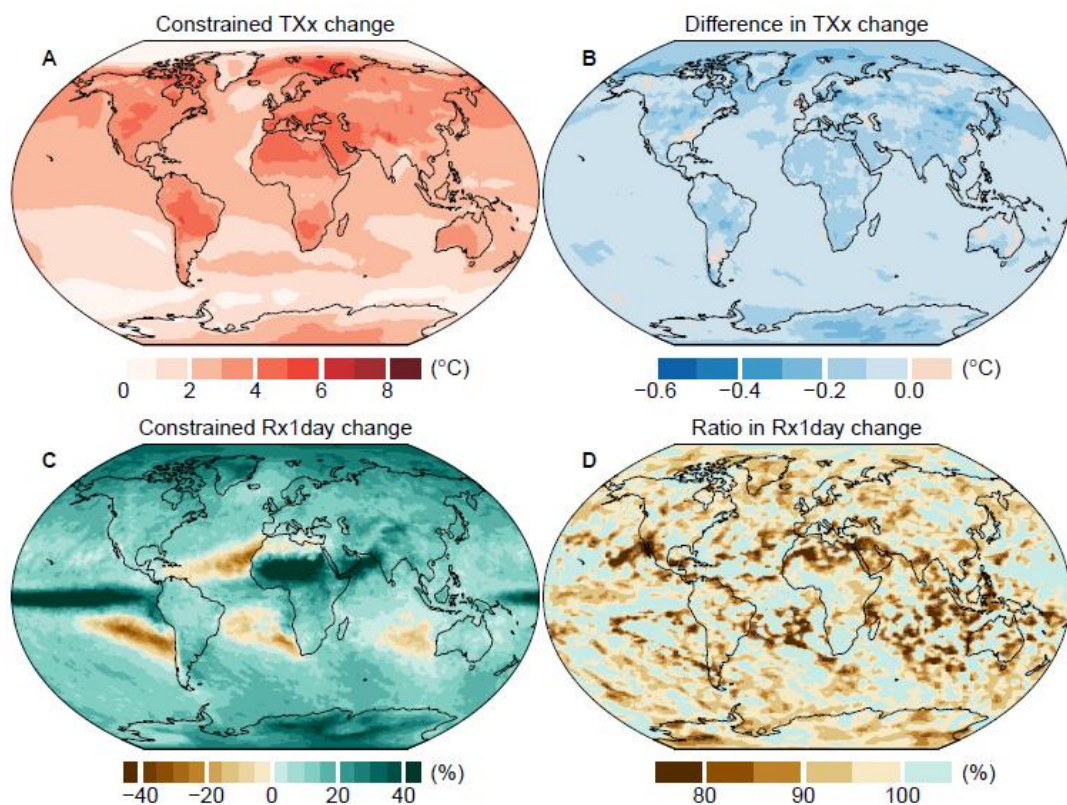 Constrained TXx change
Difference in TXx change
A
B
0 2 4 6 8 (°C)
−0.6 −0.4 −0.2 0.0 (°C)
Constrained Rx1day change
Ratio in Rx1day change
C
D
−40 −20 0 20 40 (%)
80 90 100 (%)